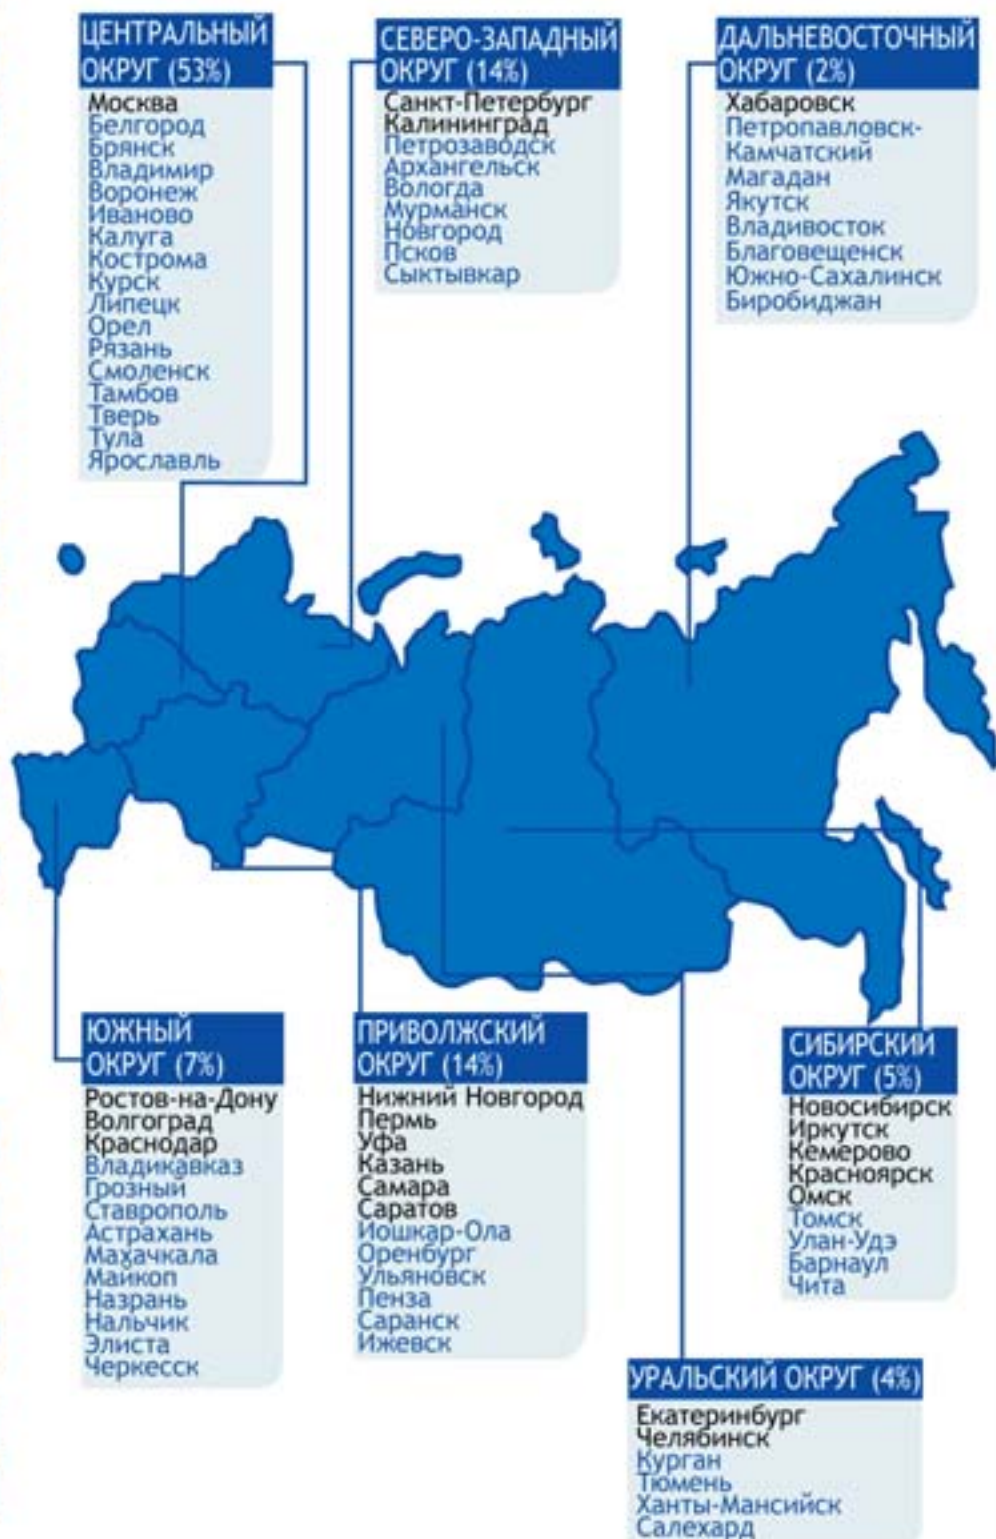 ЦЕНТРАЛЬНЫЙ
ОКРУГ (53%)
Москва
Белгород
Брянск
Владимир
Воронеж
Иваново
Калуга
Кострома
Курск
Липецк
Орел
Рязань
Смоленск
Тамбов
Тверь
Тула
Ярославль
СЕВЕРО-ЗАПАДНЫЙ
ОКРУГ (14%)
Санкт-Петербург
Калининград
Петрозаводск
Архангельск
Вологда
Мурманск
Новгород
Псков
Сыктывкар
ДАЛЬНЕВОСТОЧНЫЙ
ОКРУГ (2%)
Хабаровск
Петропавловск-
Камчатский
Магадан
Якутск
Владивосток
Благовещенск
Южно-Сахалинск
Биробиджан
ЮЖНЫЙ
ОКРУГ (7%)
Ростов-на-Дону
Волгоград
Краснодар
Владикавказ
Грозный
Ставрополь
Астрахань
Махачкала
Майкоп
Назрань
Нальчик
Элиста
Черкесск
ПРИВОЛЖСКИЙ
ОКРУГ (14%)
Нижний Новгород
Пермь
Уфа
Казань
Самара
Саратов
Йошкар-Ола
Оренбург
Ульяновск
Пенза
Саранск
Ижевск
СИБИРСКИЙ
ОКРУГ (5%)
Новосибирск
Иркутск
Кемерово
Красноярск
Омск
Томск
Улан-Удэ
Барнаул
Чита
УРАЛЬСКИЙ ОКРУГ (4%)
Екатеринбург
Челябинск
Курган
Тюмень
Ханты-Мансийск
Салехард